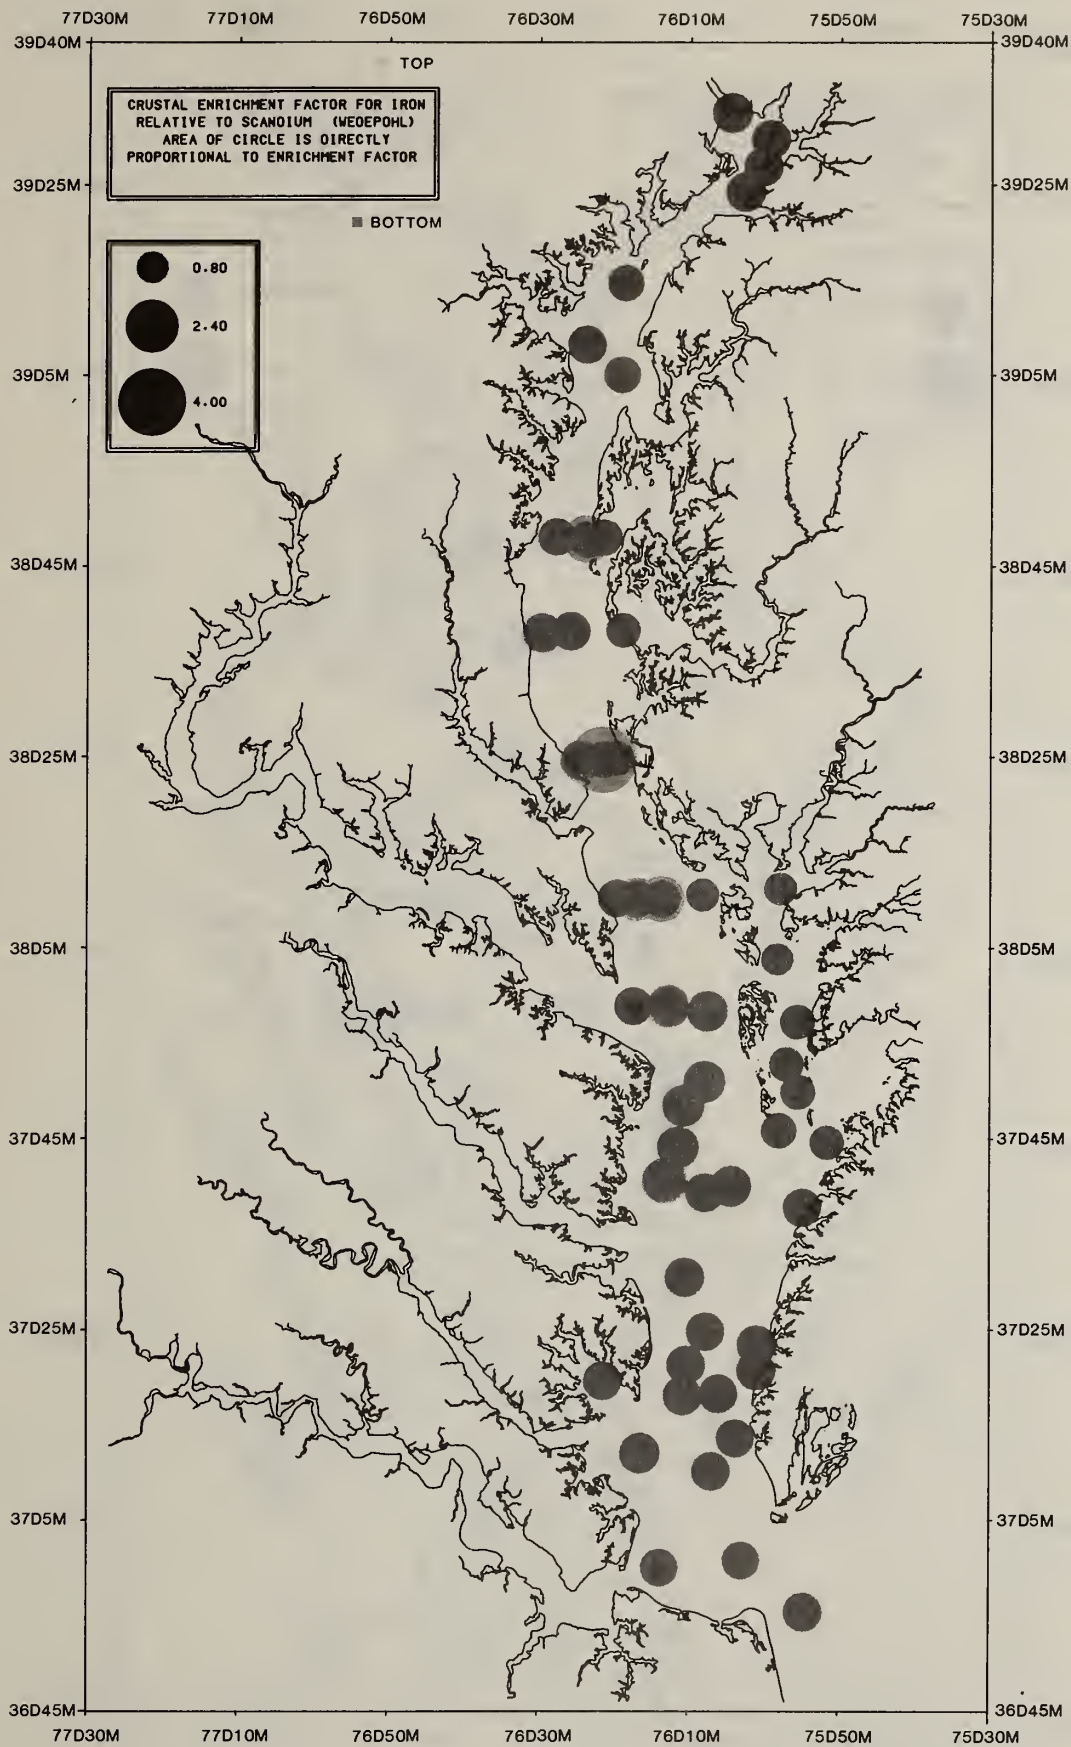 77D30M 77D10M 76D50M 76D30M 76D10M 75D50M 75D30M
39D40M 39D40M
TOP
CRUSTAL ENRICHMENT FACTOR FOR IRON
RELATIVE TO SCANDIUM (WEOEPOHL)
AREA OF CIRCLE IS OIRECTLY
PROPORTIONAL TO ENRICHMENT FACTOR
39D25M 39D25M
BOTTOM
0.80
2.40
39D5M 39D5M
4.00
38D45M 38D45M
38D25M 38D25M
38D5M 38D5M
37D45M 37D45M
37D25M 37D25M
37D5M 37D5M
36D45M 36D45M
77D30M 77D10M 76D50M 76D30M 76D10M 75D50M 75D30M